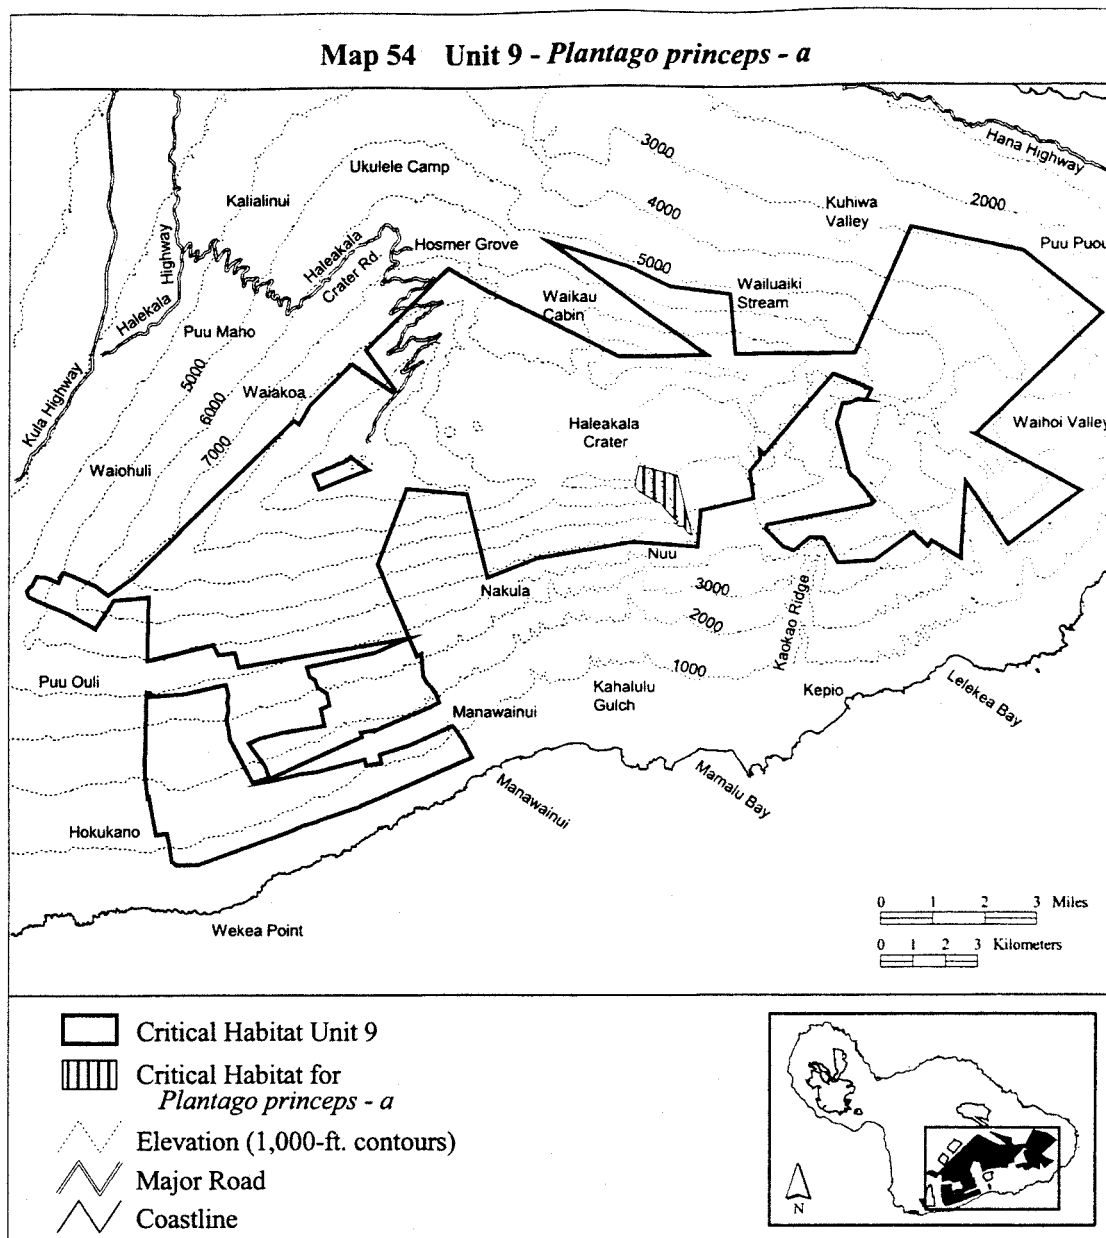 Map 54 Unit 9 - Plantago princeps - a
Hana Highway
3000
Ukulele Camp
Kalialinui
4000
Kuhiwa
Valley
2000
Highway
Haleakala
Crater Rd.
Hosmer Grove
Puu Puou
5000
Waikau
Cabin
Wailuaiki
Stream
Halekala
Puu Maho
5000
Kula Highway
Waiakoa
6000
Haleakala
Crater
Waihoi Valley
7000
Waiohuli
Nuu
Nakula
3000
Kaokao Ridge
2000
1000
Puu Ouli
Kahalulu
Gulch
Kepio
Lelekea Bay
Manawainui
Mamalu Bay
Manawainui
Hokukano
Wekea Point
0 1 2 3 Miles
0 1 2 3 Kilometers
Critical Habitat Unit 9
Critical Habitat for
Plantago princeps - a
Elevation (1,000-ft. contours)
Major Road
Coastline
N